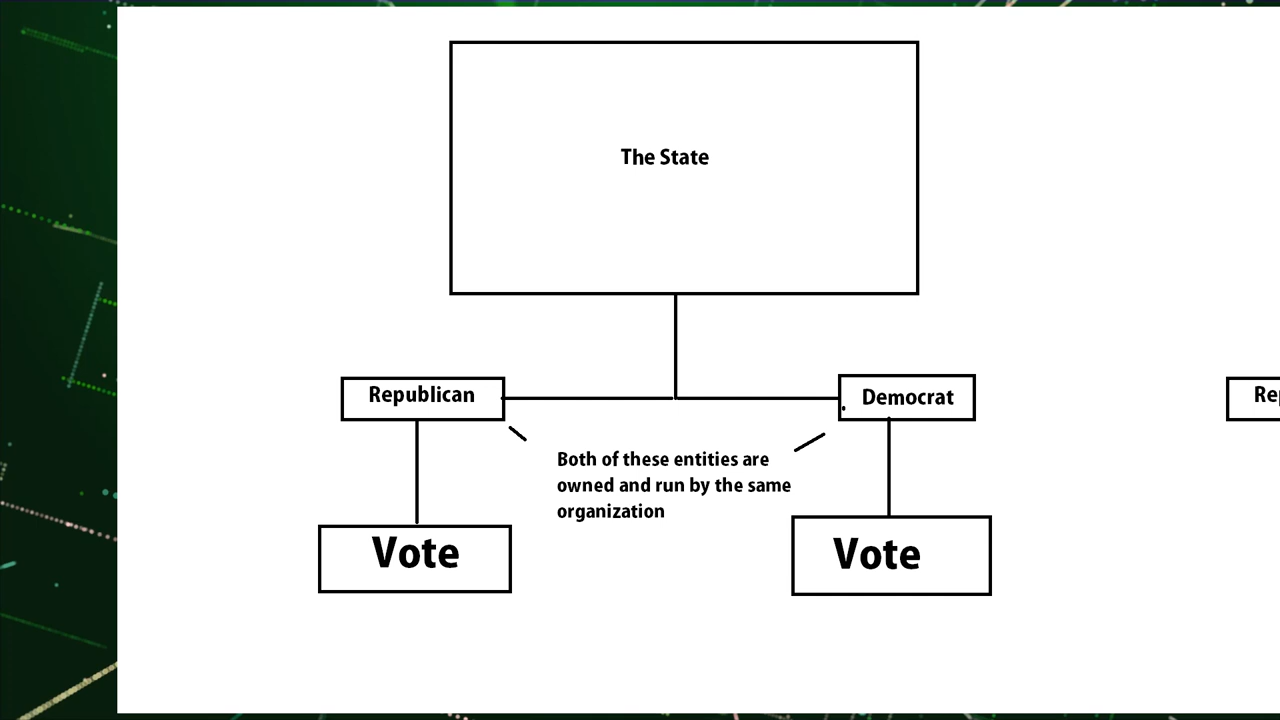 The State
Republican
Democrat
Both of these entities are
owned and run by the same
organization
Vote
Vote